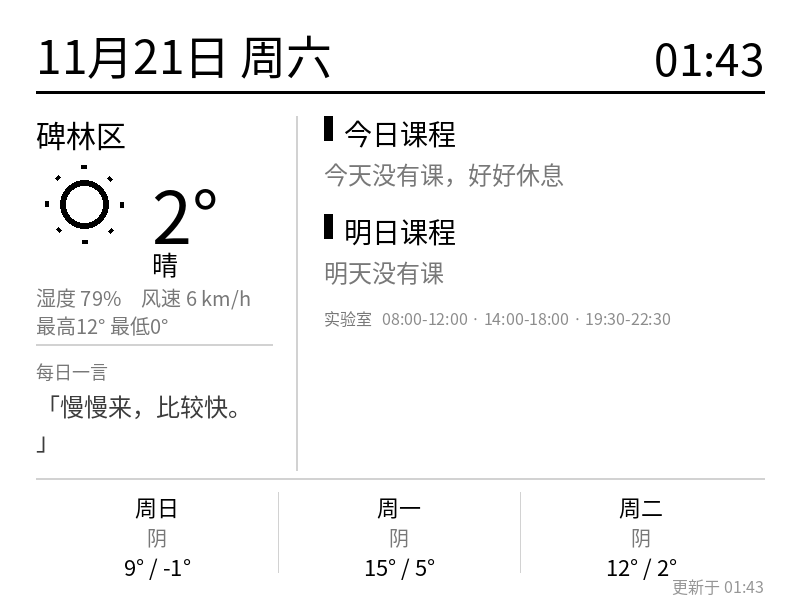 11月21日 周六
01:43
碑林区
2°
晴
湿度 79% 风速 6 km/h
最高12° 最低0°
每日一言
「慢慢来，比较快。
」
今日课程
今天没有课，好好休息
明日课程
明天没有课
实验室 08:00-12:00 · 14:00-18:00 · 19:30-22:30
周日
阴
9° / -1°
周一
阴
15° / 5°
周二
阴
12° / 2°
更新于 01:43